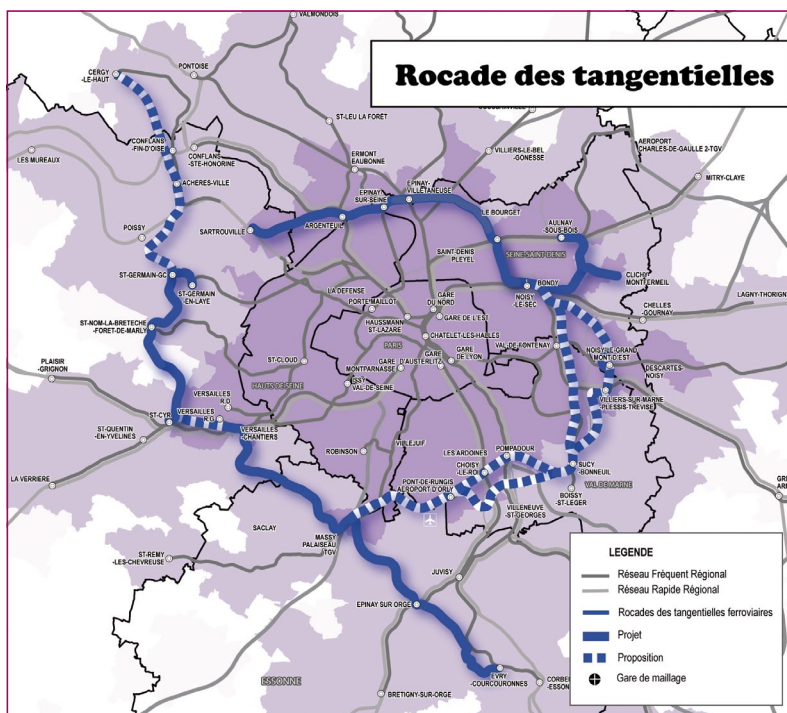 Rocade des tangentielles
VALMONDOIS
CERGY
-LE-HAUT
PONTOISE
ST-LEU LA FORÊT
VILLIERS-LE-BEL
-GONESSE
AEROPORT
CHARLES-DE-GAULLE 2-TGV
MITRY-CLAYE
LES MUREAUX
CONFLANS
-FIN-D'OISE
CONFLANS
-STE-HONORINE
ERMONT
EAUBONNE
ACHERES-VILLE
EPINAY
-SUR-SEINE
EPINAY-
VILLETANEUSE
LE BOURGET
AULNAY
-SOUS-BOIS
POISSY
SARTROUVILLE
ARGENTEUIL
SAINT-DENIS
PLEYEL
SEINE-SAINT-DENIS
CLICHY
MONTFERMEIL
ST-GERMAIN-GC
ST-GERMAIN
EN-LAYE
LA DEFENSE
PORTE MAILLOT
GARE
DU NORD
GARE DE L'EST
NOISY
LE-SEC
BONDY
CHELLES
-GOURNAY
LAGNY-THORIGN
HAUSSMANN
ST-LAZARE
CHATELET-LES-HALLES
PARIS
ST-NOM-LA-BRETECHE
-FORET-DE-MARLY
ST-CLOUD
GARE D'AUSTERLITZ
MONTPARNASSE
GARE
GARE
DE LYON
VAL-DE-FONTENAY
NOISY-LE-GRAND
MONT D'EST
DESCARTES-
NOISY
PLAISIR
-GRIGNON
HAUTS DE SEINE
ISSY
VAL-DE-SEINE
VERSAILLES
R.D
VILLIERS-SUR-MARNE
-PLESSIS-TREVISE
ST-CYR
VERSAILLES
R.G
VERSAILLES
-CHANTIERS
ST-QUENTIN
-EN-YVELINES
ROBINSON
VILLEJUIF
LES ARDOINES
POMPADOUR
CHOISY
-LE-ROI
SUCY
-BONNEUIL
LA VERRIERE
PONT-DE-RUNGIS
AEROPORT-D'ORLY
BOISSY
-ST-LEGER
VAL DE MARNE
VILLENEUVE
-ST-GEORGES
SACLAY
MASSY
PALAISEAU
TGV
ST-REMY
-LES-CHEVREUSE
JUVISY
EPINAY SUR ORGE
EVRY
-COURCOURONNES
CORBE
-ESSON
ESSONNE
BRETIGNY-SUR-ORGE
LEGENDE
Réseau Fréquent Régional
Réseau Rapide Régional
Rocades des tangentielles ferroviaires
Projet
Proposition
Gare de maillage